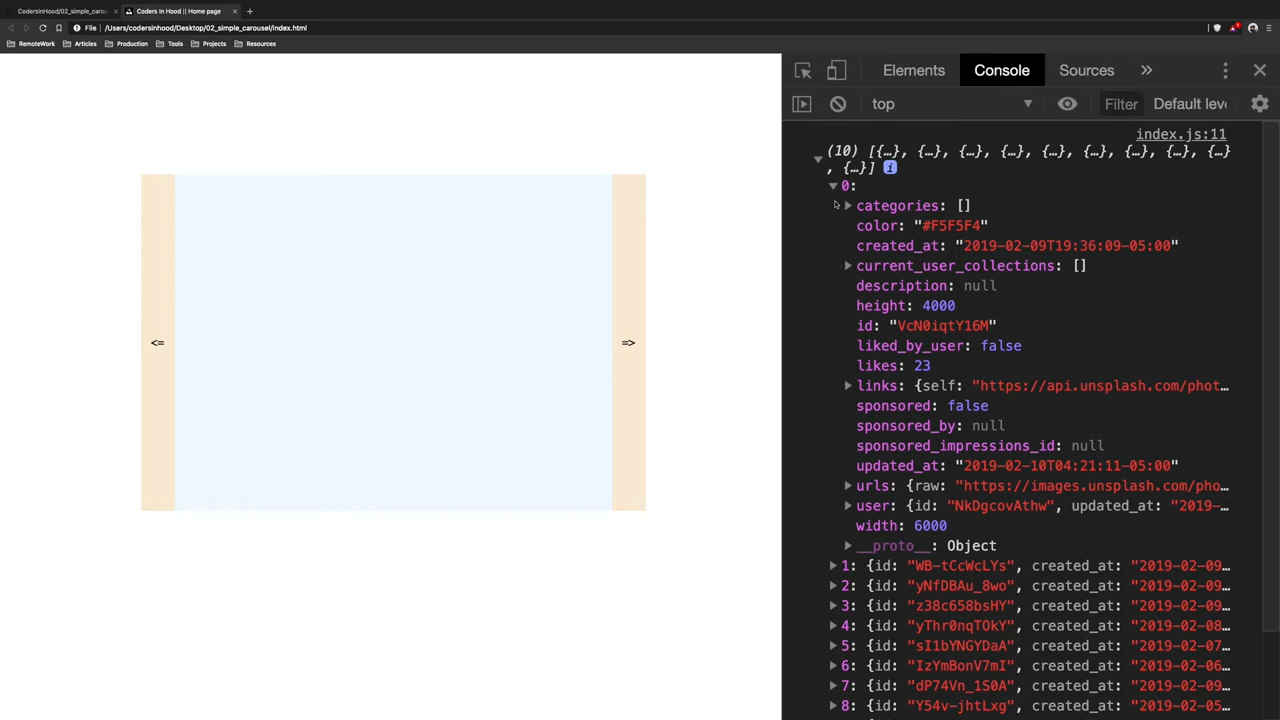 CodersInHood/02_simple_carou
Coders In Hood || Home page
File
/Users/codersinhood/Desktop/02_simple_carousel/index.html
RemoteWork
Articles
Production
Tools
Projects
Resources
<=
=>
Elements
Console
Sources
top
Filter
Default leve
index.js:11
(10) [{…}, {…}, {…}, {…}, {…}, {…}, {…}, {…}, {…}
, {…}] i
0:
categories: []
color: "#F5F5F4"
created_at: "2019-02-09T19:36:09-05:00"
current_user_collections: []
description: null
height: 4000
id: "VcN0iqtY16M"
liked_by_user: false
likes: 23
links: {self: "https://api.unsplash.com/phot…
sponsored: false
sponsored_by: null
sponsored_impressions_id: null
updated_at: "2019-02-10T04:21:11-05:00"
urls: {raw: "https://images.unsplash.com/pho…
user: {id: "NkDgcovAthw", updated_at: "2019-…
width: 6000
__proto__: Object
1: {id: "WB-tCcWcLYs", created_at: "2019-02-09…
2: {id: "yNfDBAu_8wo", created_at: "2019-02-09…
3: {id: "z38c658bsHY", created_at: "2019-02-09…
4: {id: "yThr0nqTOkY", created_at: "2019-02-08…
5: {id: "sI1bYNGYDaA", created_at: "2019-02-07…
6: {id: "IzYmBonV7mI", created_at: "2019-02-06…
7: {id: "dP74Vn_1S0A", created_at: "2019-02-09…
8: {id: "Y54v-jhtLxg", created_at: "2019-02-05…